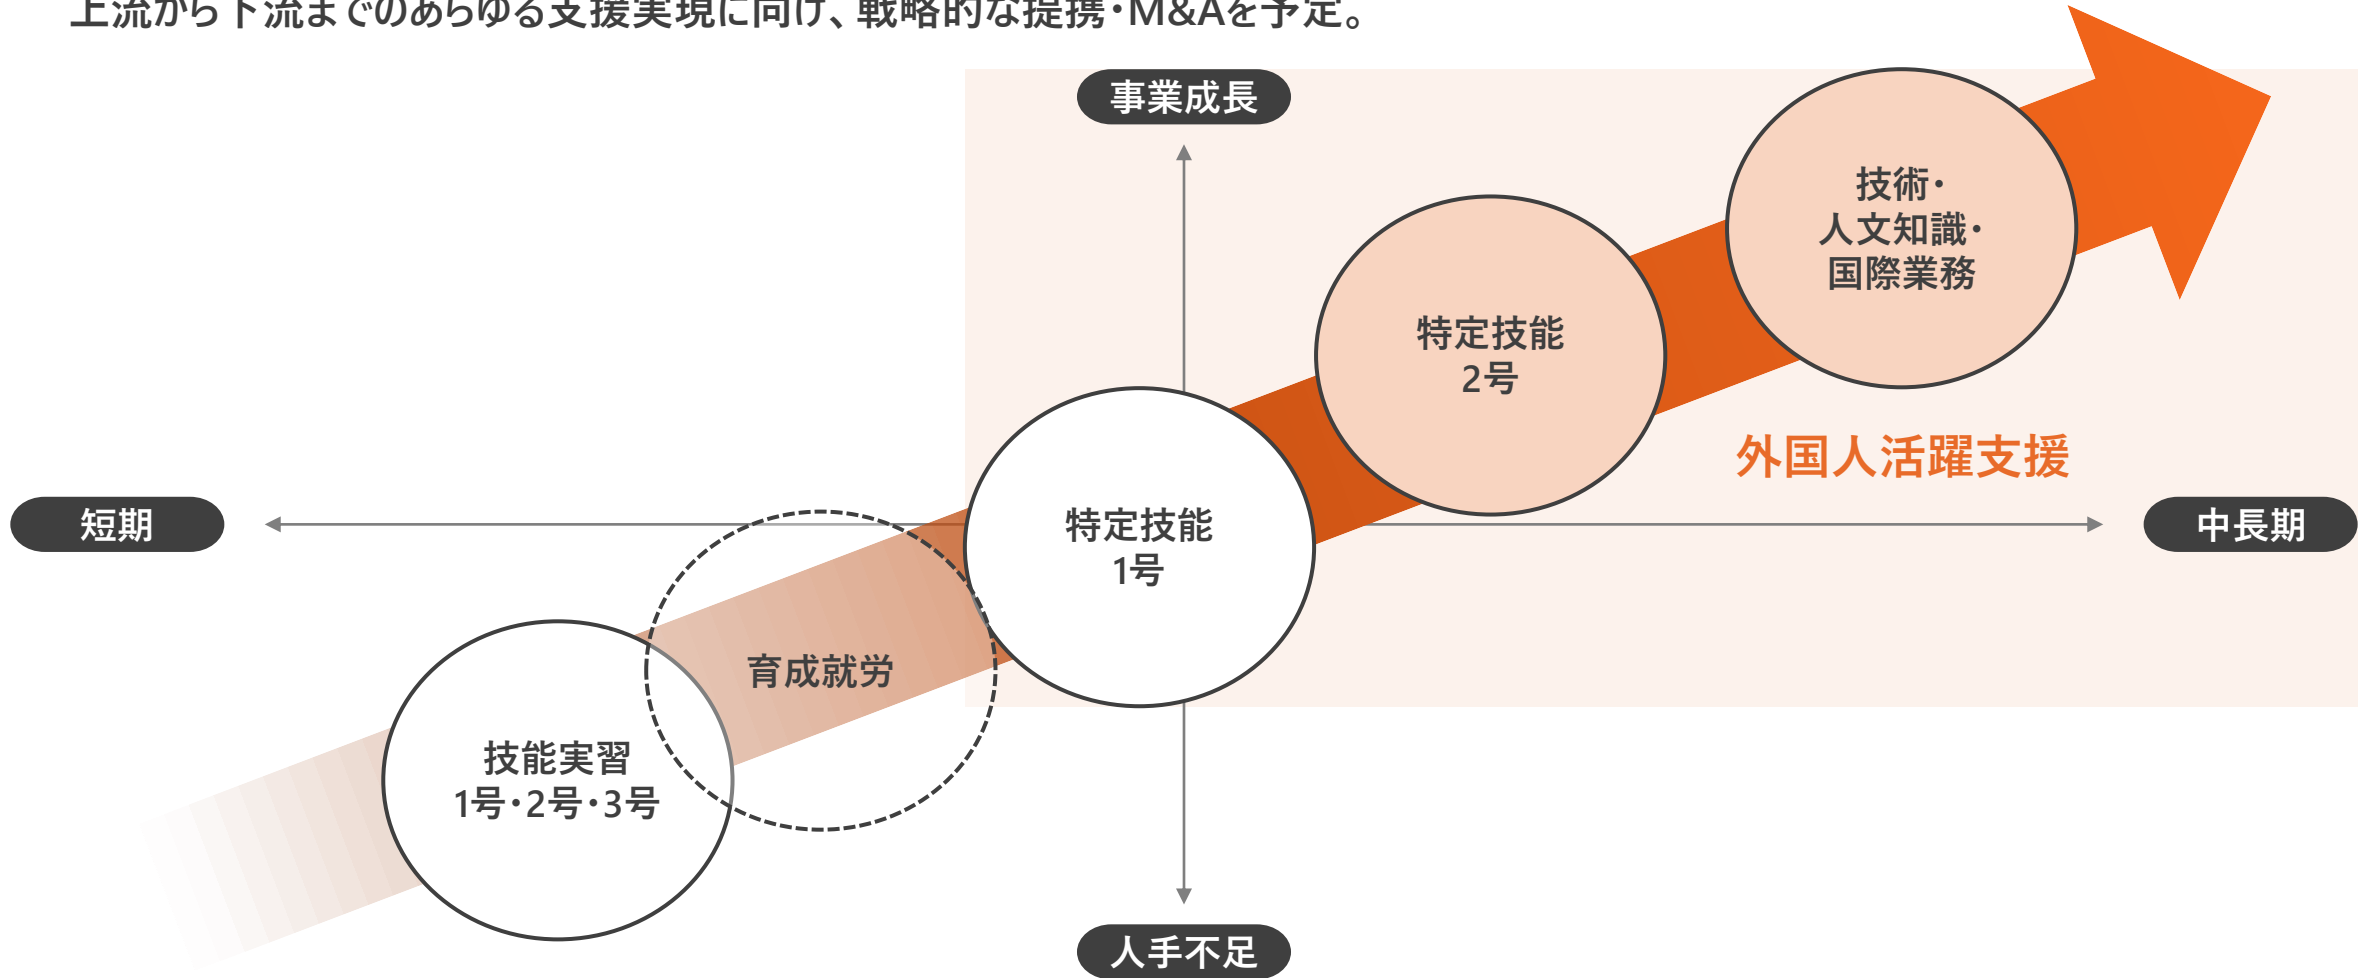 上流から下流までのあらゆる支援実現に向け、戦略的な提携・M&Aを予定。
事業成長
技術・
人文知識・
国際業務
特定技能
2号
外国人活躍支援
短期
特定技能
1号
中長期
育成就労
技能実習
1号・2号・3号
人手不足